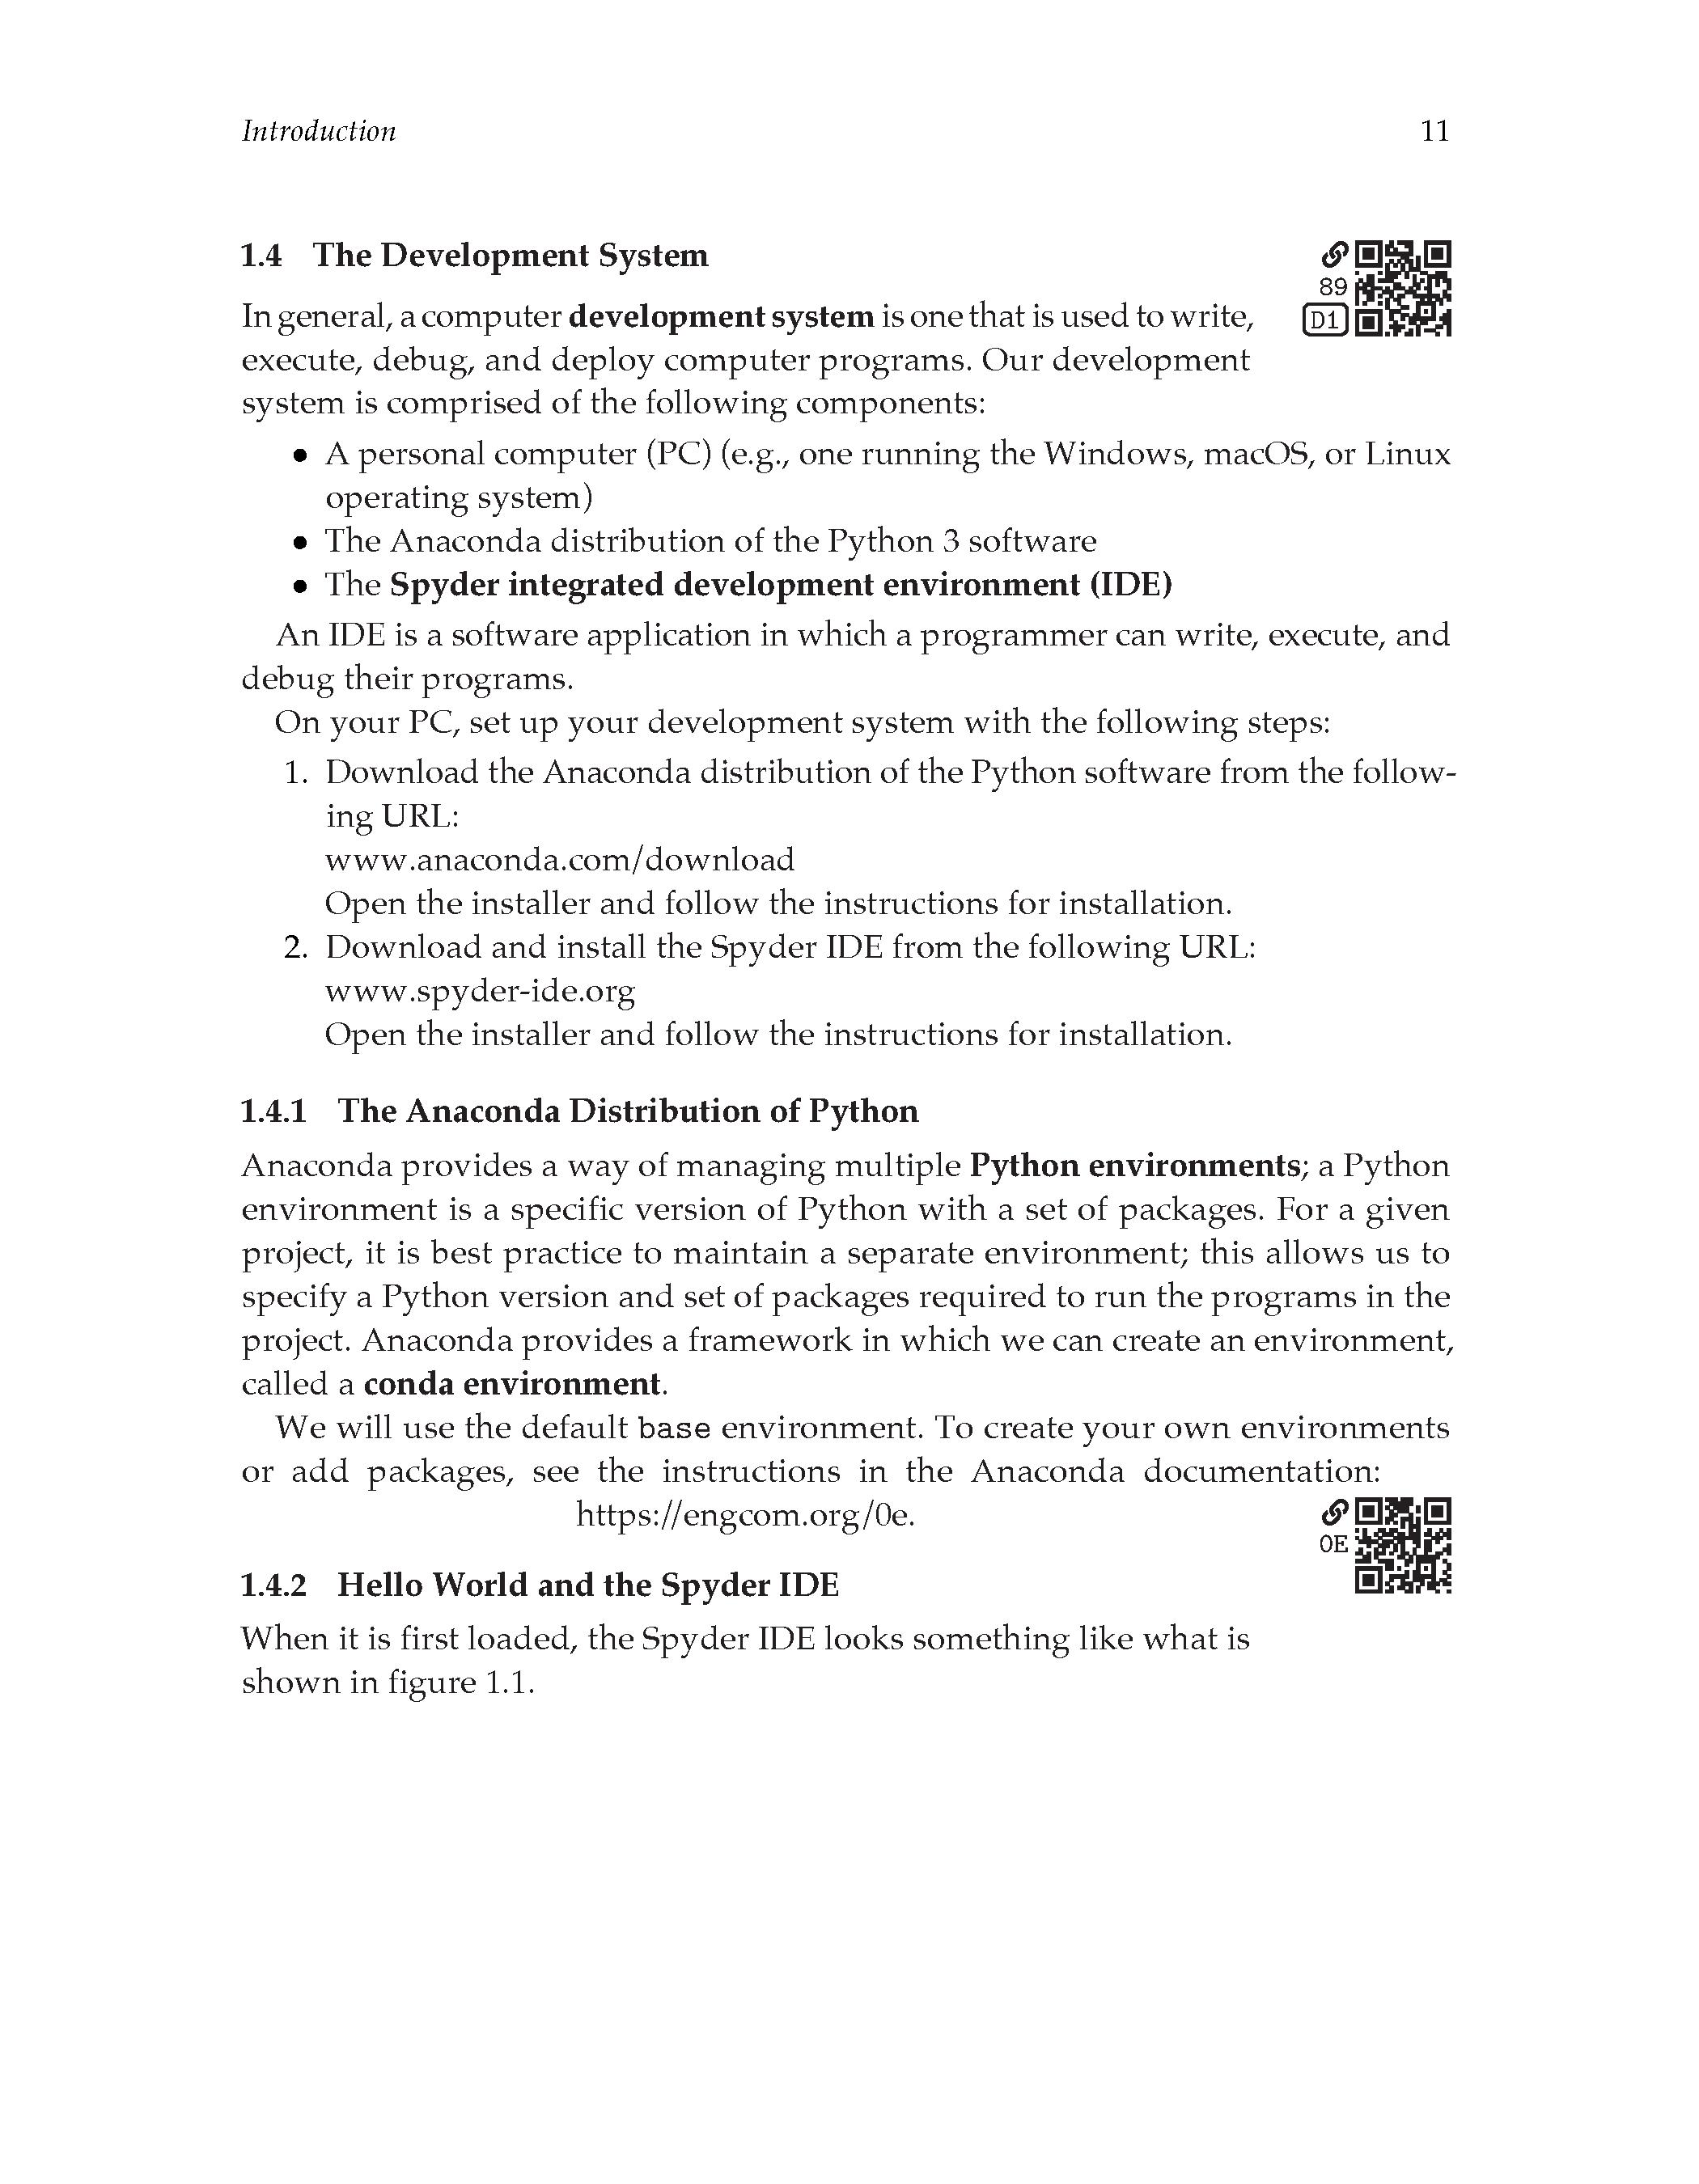 Introduction 11
1.4 The Development System
89
D1
In general, a computer development system is one that is used to write,
execute, debug, and deploy computer programs. Our development
system is comprised of the following components:
• A personal computer (PC) (e.g., one running the Windows, macOS, or Linux
operating system)
• The Anaconda distribution of the Python 3 software
• The Spyder integrated development environment (IDE)
An IDE is a software application in which a programmer can write, execute, and
debug their programs.
On your PC, set up your development system with the following steps:
1. Download the Anaconda distribution of the Python software from the follow-
ing URL:
www.anaconda.com/download
Open the installer and follow the instructions for installation.
2. Download and install the Spyder IDE from the following URL:
www.spyder-ide.org
Open the installer and follow the instructions for installation.
1.4.1 The Anaconda Distribution of Python
Anaconda provides a way of managing multiple Python environments; a Python
environment is a specific version of Python with a set of packages. For a given
project, it is best practice to maintain a separate environment; this allows us to
specify a Python version and set of packages required to run the programs in the
project. Anaconda provides a framework in which we can create an environment,
called a conda environment.
We will use the default base environment. To create your own environments
or add packages, see the instructions in the Anaconda documentation:
https://engcom.org/0e.
0E
1.4.2 Hello World and the Spyder IDE
When it is first loaded, the Spyder IDE looks something like what is
shown in figure 1.1.